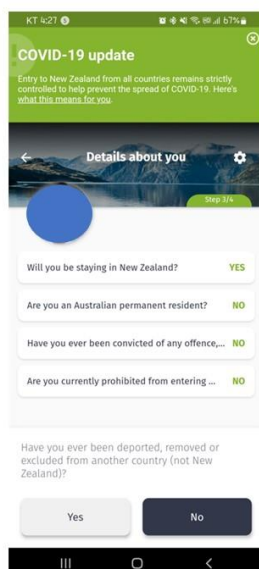 KT 4:27
67%
COVID-19 update
Entry to New Zealand from all countries remains strictly
controlled to help prevent the spread of COVID-19. Here's
what this means for you.
Details about you
Step 3/4
Will you be staying in New Zealand? YES
Are you an Australian permanent resident? NO
Have you ever been convicted of any offence,... NO
Are you currently prohibited from entering ... NO
Have you ever been deported, removed or
excluded from another country (not New
Zealand)?
Yes No